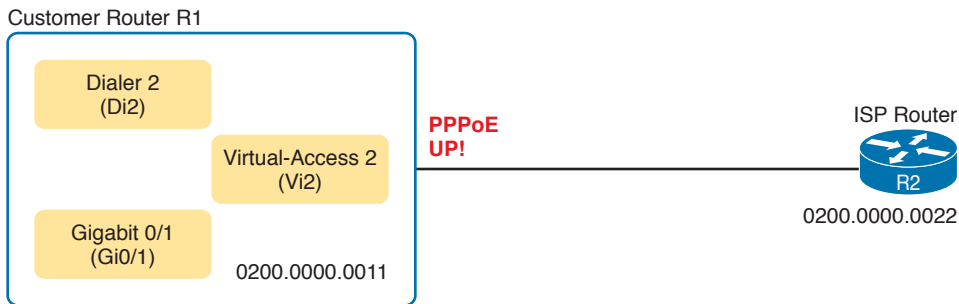 Customer Router R1
Dialer 2
(Di2)
Virtual-Access 2
(Vi2)
Gigabit 0/1
(Gi0/1)
0200.0000.0011
PPPoE
UP!
ISP Router
R2
0200.0000.0022